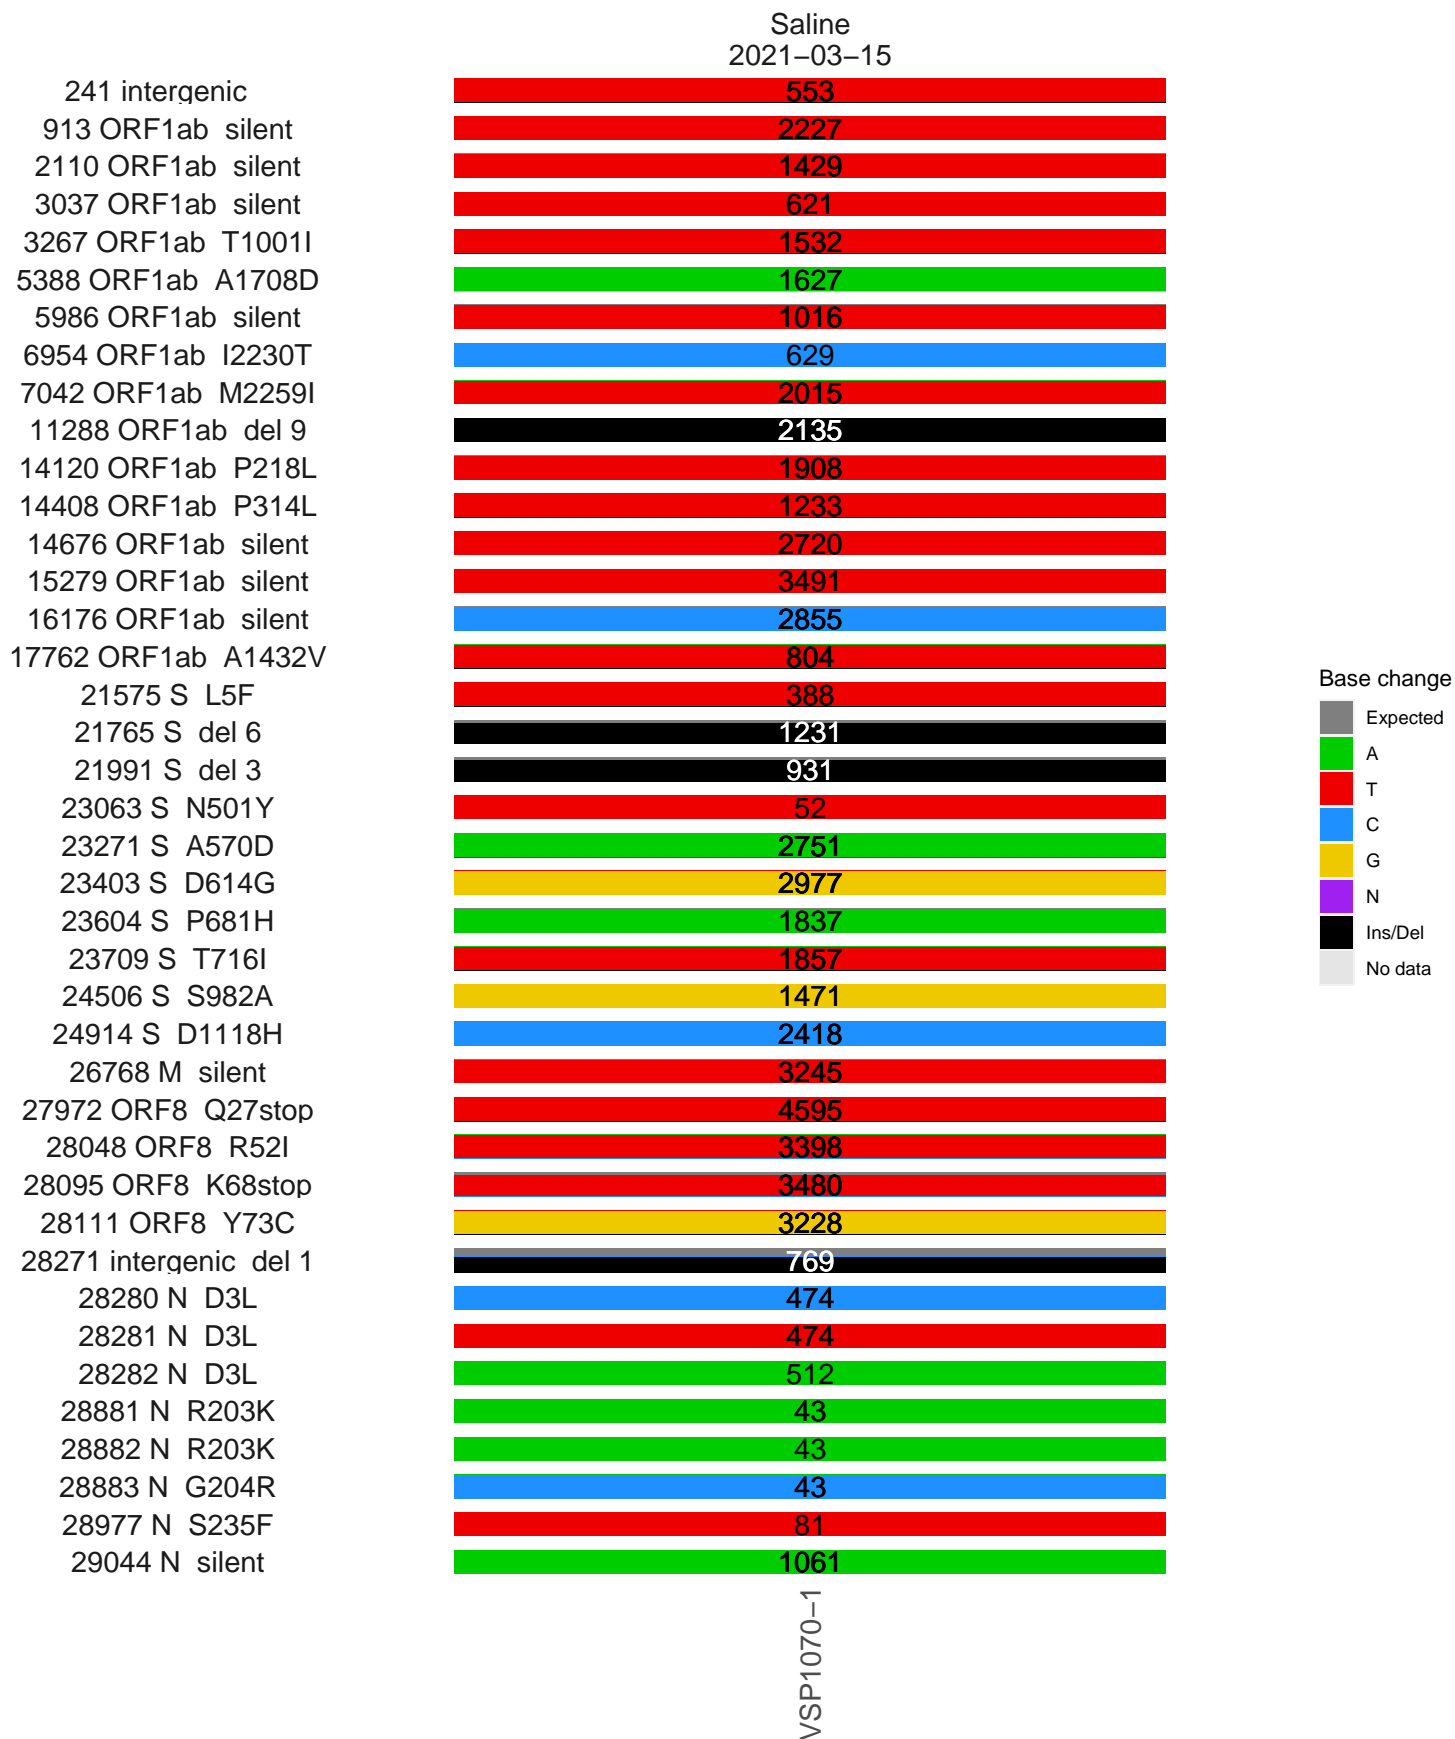 Saline
2021−03−15
241 intergenic 553
913 ORF1ab silent 2227
2110 ORF1ab silent 1429
3037 ORF1ab silent 621
3267 ORF1ab T1001I 1532
5388 ORF1ab A1708D 1627
5986 ORF1ab silent 1016
6954 ORF1ab I2230T 629
7042 ORF1ab M2259I 2015
11288 ORF1ab del 9 2135
14120 ORF1ab P218L 1908
14408 ORF1ab P314L 1233
14676 ORF1ab silent 2720
15279 ORF1ab silent 3491
16176 ORF1ab silent 2855
17762 ORF1ab A1432V 804
21575 S L5F 388
21765 S del 6 1231
21991 S del 3 931
23063 S N501Y 52
23271 S A570D 2751
23403 S D614G 2977
23604 S P681H 1837
23709 S T716I 1857
24506 S S982A 1471
24914 S D1118H 2418
26768 M silent 3245
27972 ORF8 Q27stop 4595
28048 ORF8 R52I 3398
28095 ORF8 K68stop 3480
28111 ORF8 Y73C 3228
28271 intergenic del 1 769
28280 N D3L 474
28281 N D3L 474
28282 N D3L 512
28881 N R203K 43
28882 N R203K 43
28883 N G204R 43
28977 N S235F 81
29044 N silent 1061
VSP1070−1
Base change
Expected
A
T
C
G
N
Ins/Del
No data